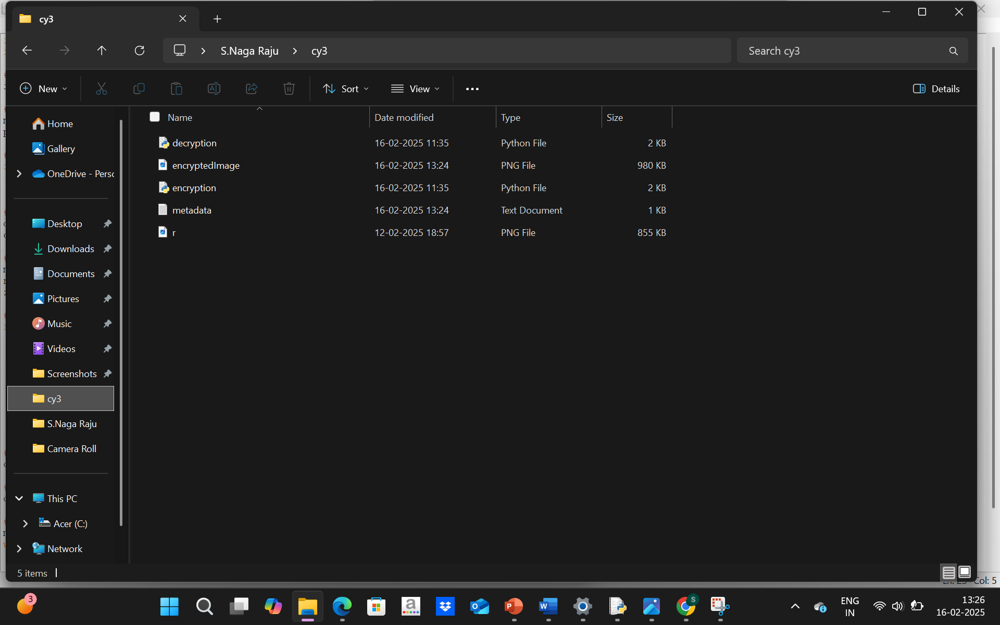 cy3
S.Naga Raju cy3
Search cy3
New
Sort
View
Details
Name Date modified Type Size
decryption 16-02-2025 11:35 Python File 2 KB
encryptedImage 16-02-2025 13:24 PNG File 980 KB
encryption 16-02-2025 11:35 Python File 2 KB
metadata 16-02-2025 13:24 Text Document 1 KB
r 12-02-2025 18:57 PNG File 855 KB
Home
Gallery
OneDrive - Perso
Desktop
Downloads
Documents
Pictures
Music
Videos
Screenshots
cy3
S.Naga Raju
Camera Roll
This PC
Acer (C:)
Network
5 items
Col: 5
3
ENG
IN
13:26
16-02-2025